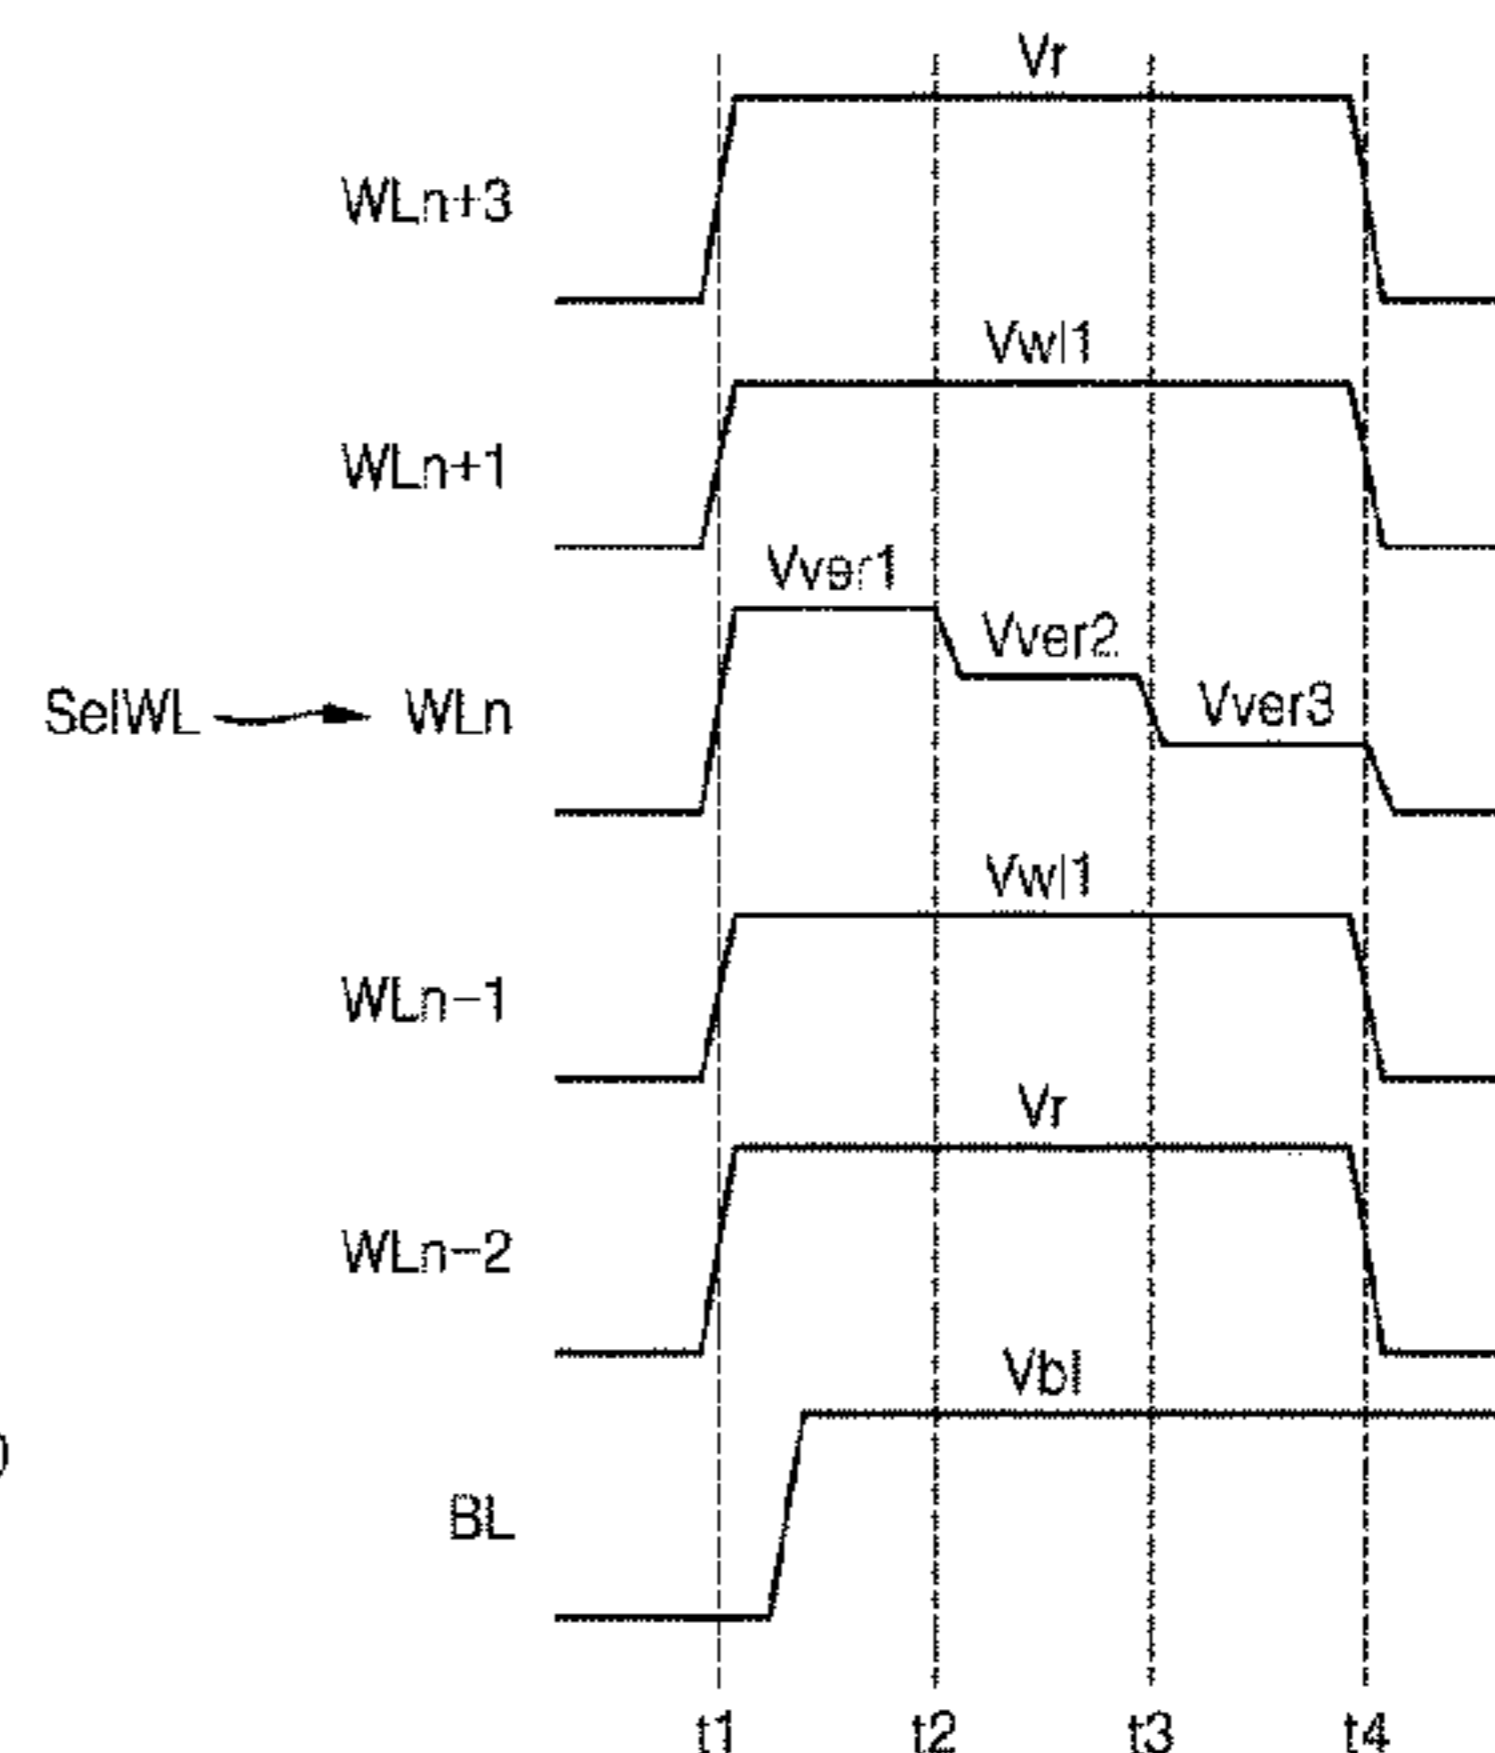 Vr
WLn+3
Vwl1
WLn+1
Vver1
Vver2
SelWL WLn Vver3
Vwl1
WLn-1
Vr
WLn-2
Vbl
)
BL
t1 t2 t3 t4